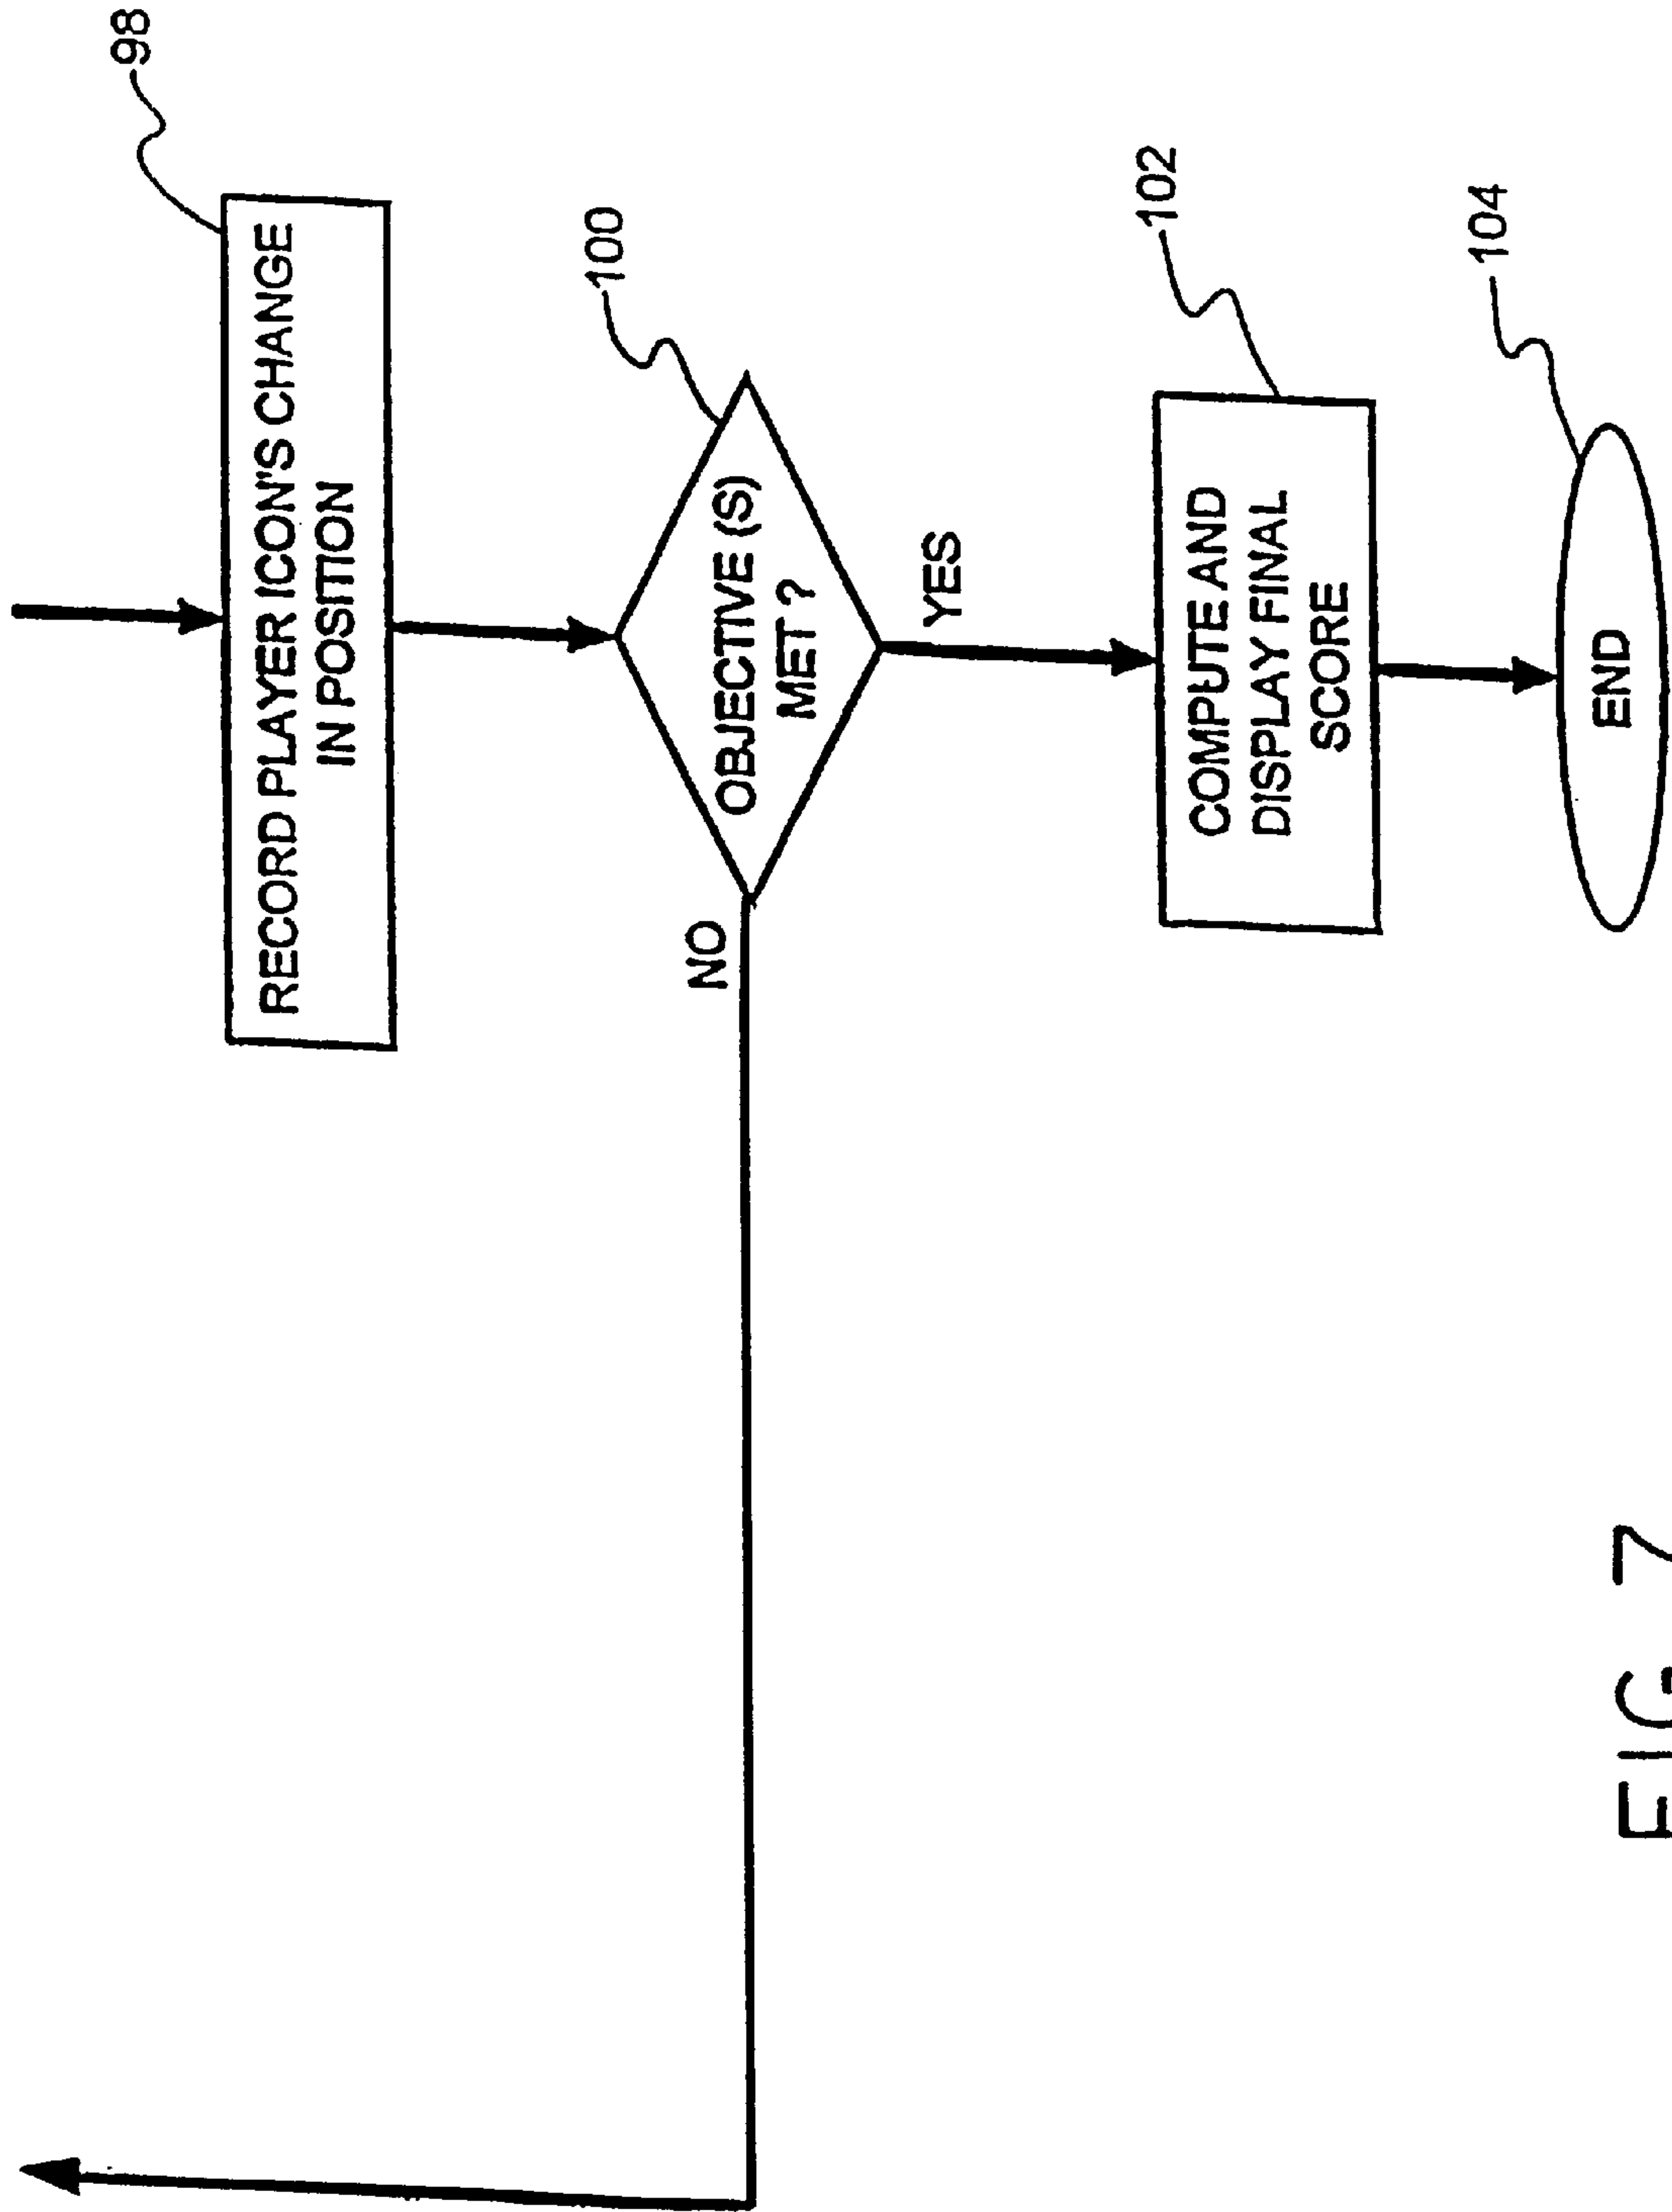 98
RECORD PLAYER ICON'S CHANGE
IN POSITION
100
OBJECTIVE (S)
MET ?
NO
YES
102
COMPUTE AND
DISPLAY FINAL
SCORE
104
END
FIG 7